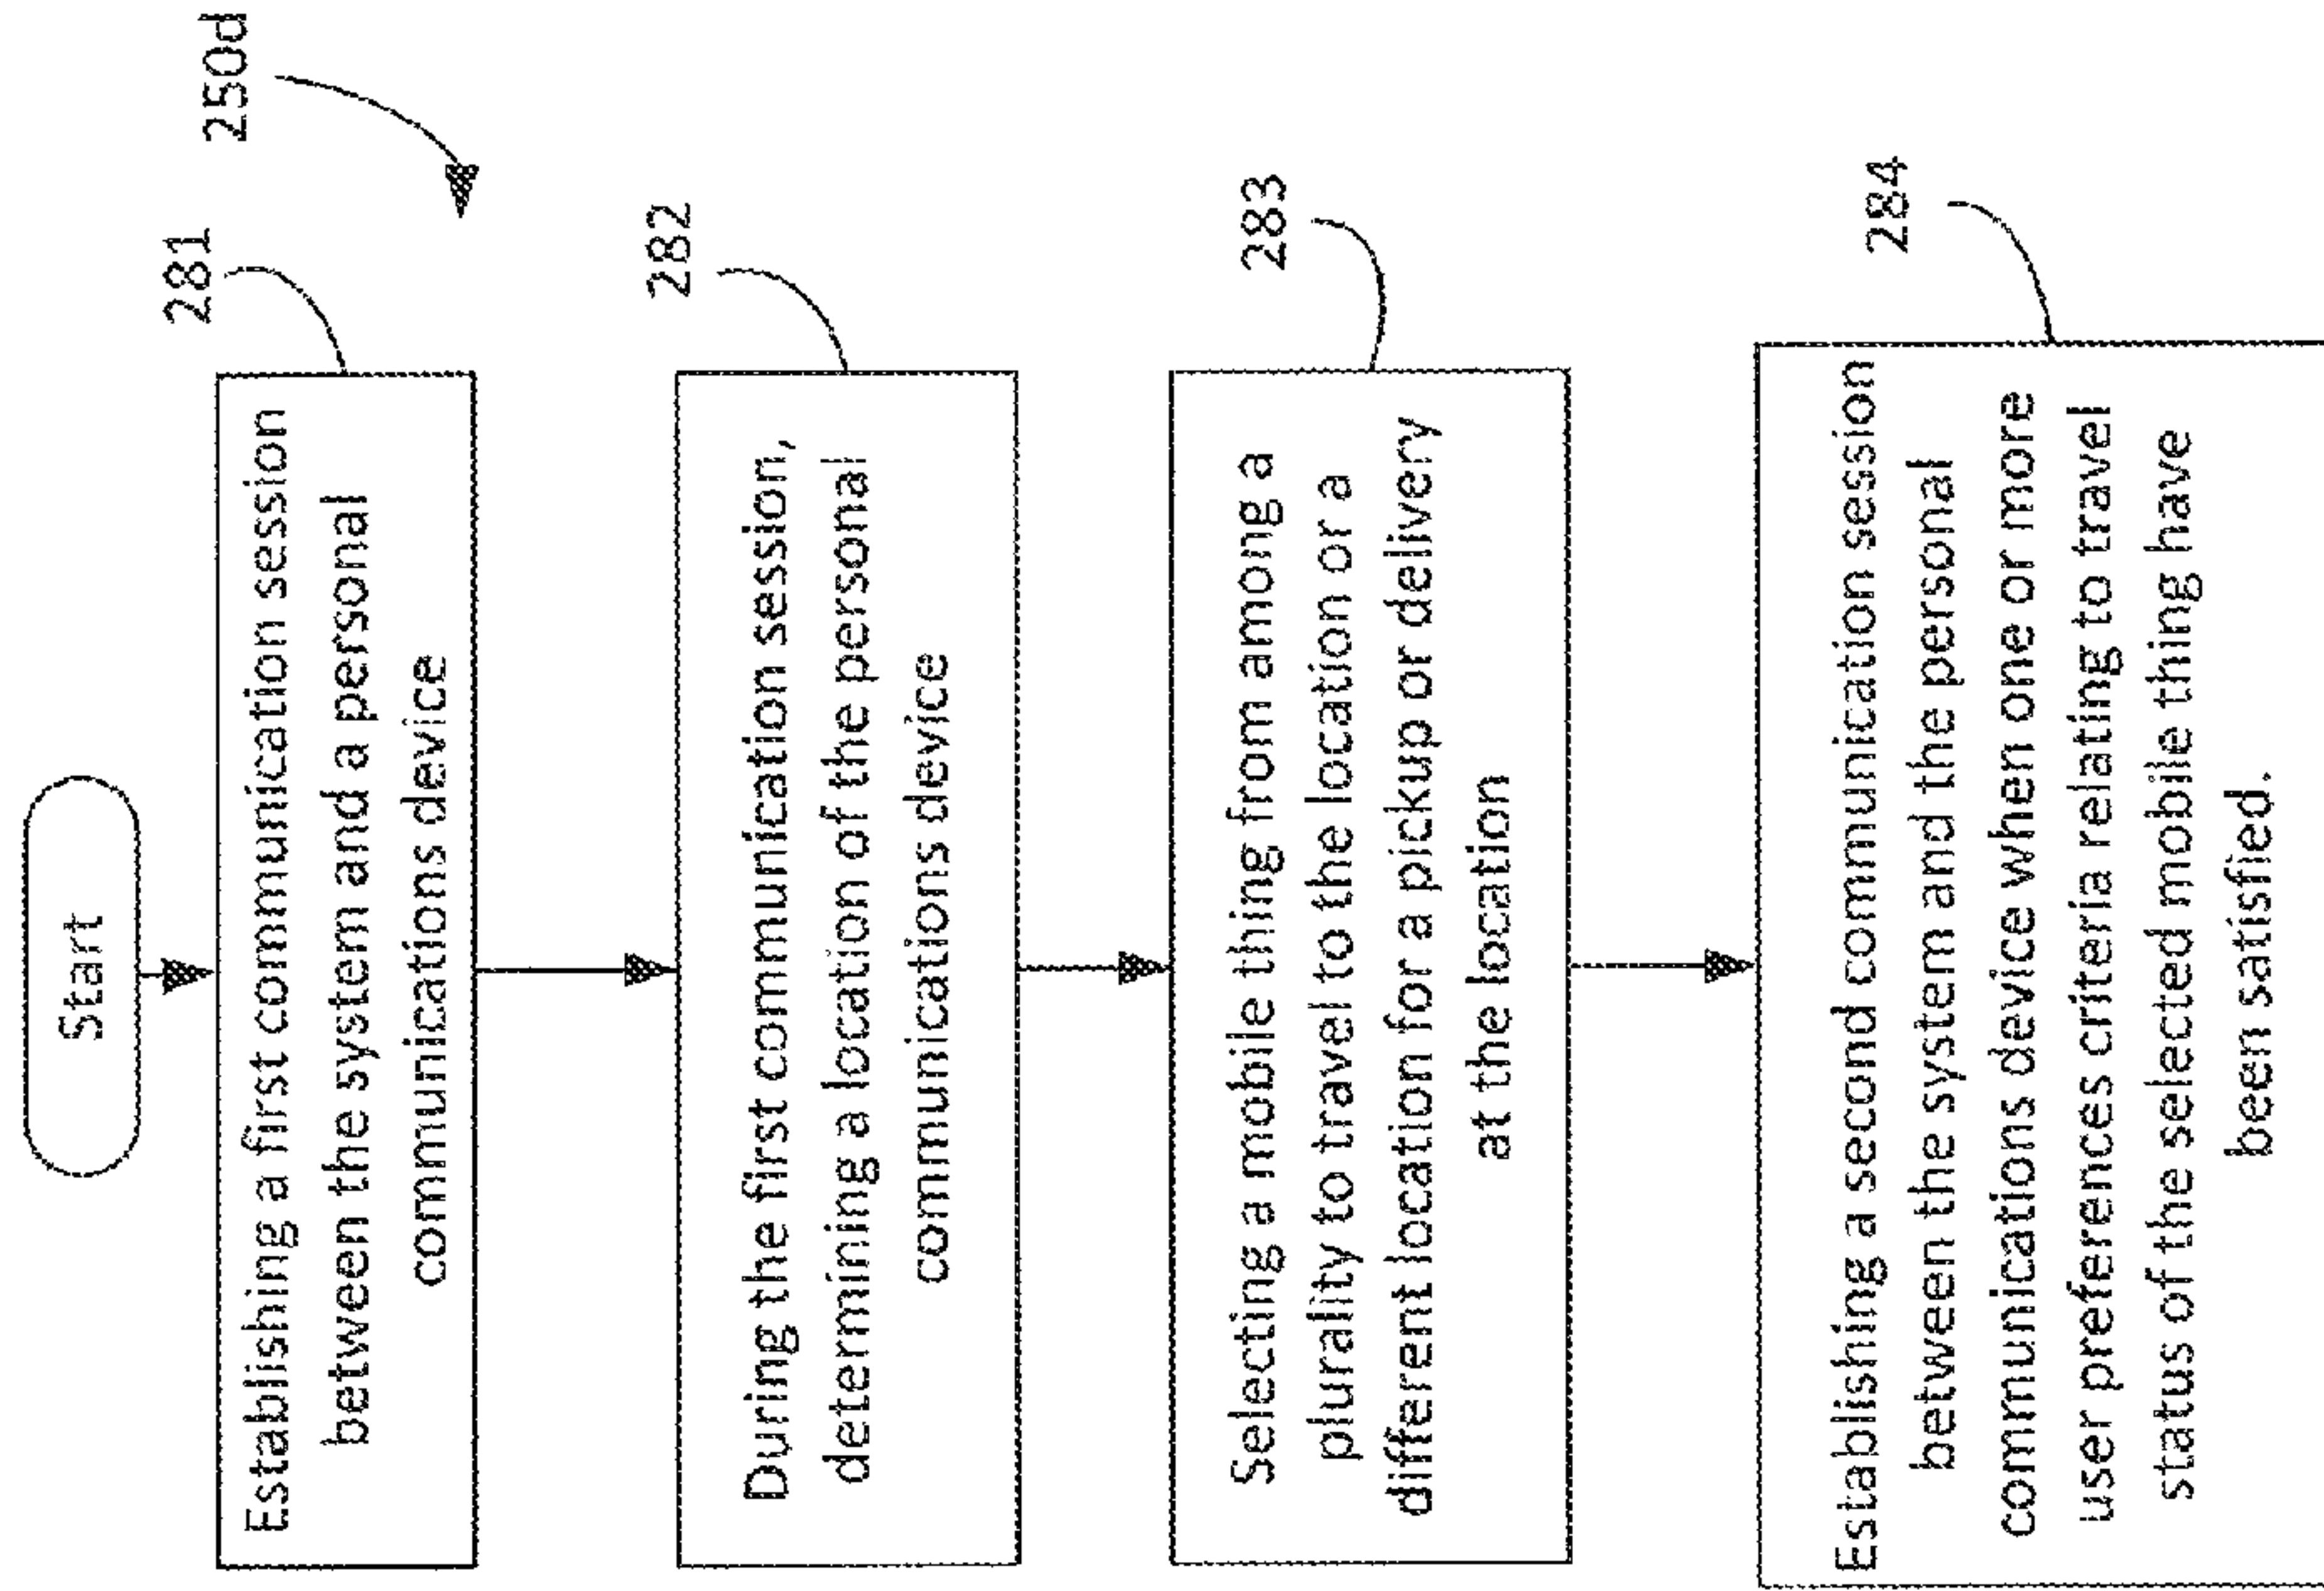 250d
Start
281
Establishing a first communication session
between the system and a personal
communications device
282
During the first communication session,
determining a location of the personal
communications device
283
Selecting a mobile thing from among a
plurality to travel to the location or a
different location for a pickup or delivery
at the location
284
Establishing a second communication session
between the system and the personal
communications device when one or more
user preferences criteria relating to travel
status of the selected mobile thing have
been satisfied.